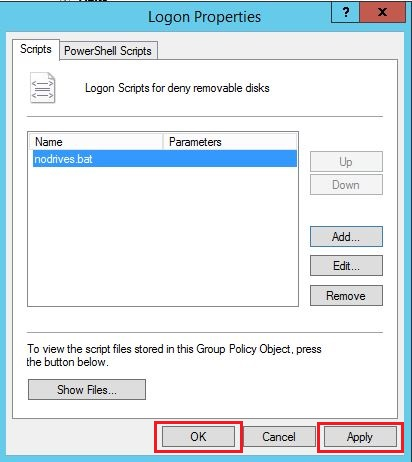 Logon Properties
?
x
Scripts
PowerShell Scripts
Logon Scripts for deny removable disks
Name
Parameters
nodrives.bat
Up
Down
Add...
Edit...
Remove
To view the script files stored in this Group Policy Object, press
the button below.
Show Files...
OK
Cancel
Apply